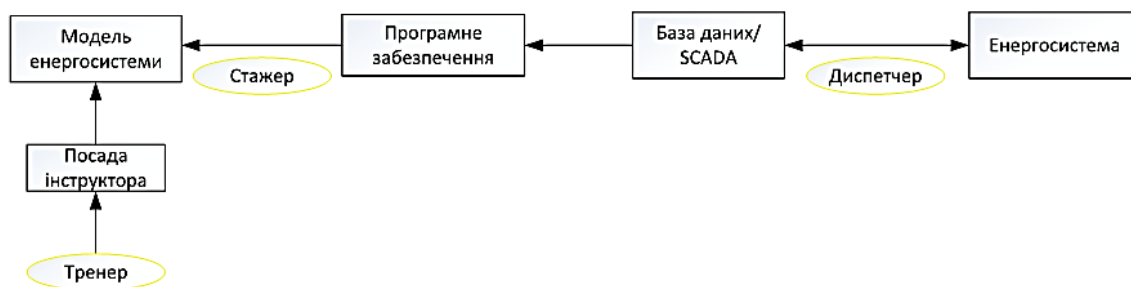 Модель
енергосистеми
Стажер
Програмне
забезпечення
База даних/
SCADA
Диспетчер
Енергосистема
Посада
інструктора
Тренер